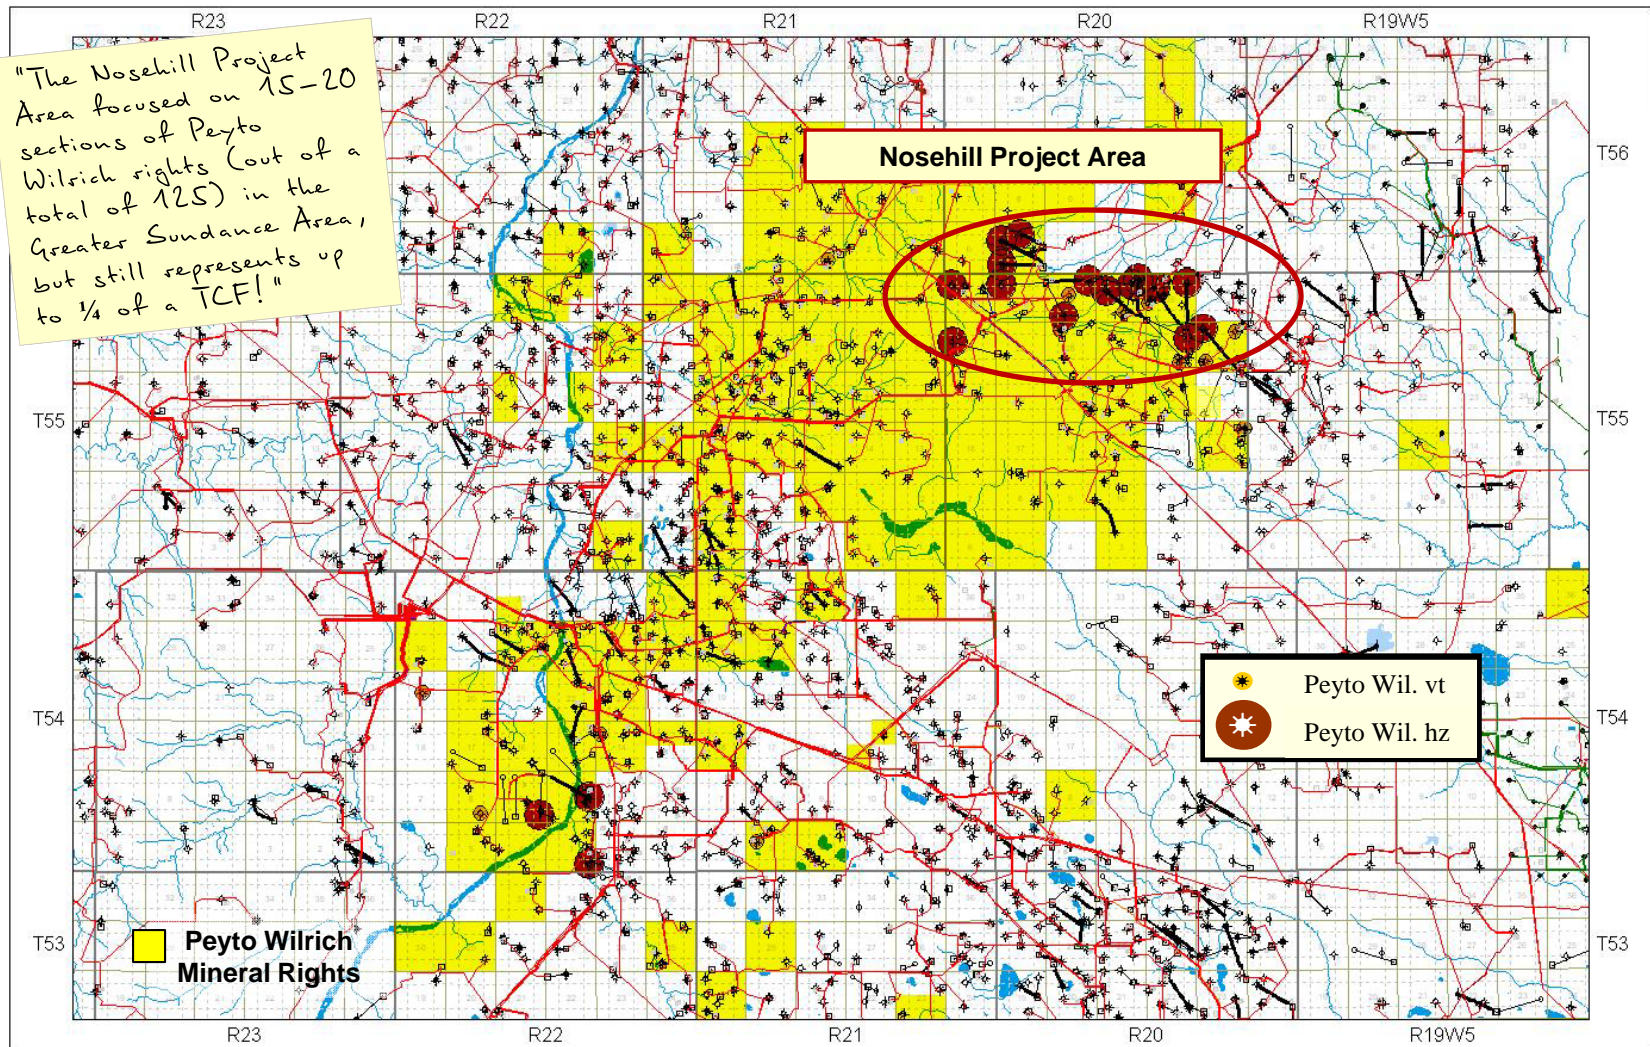 R23 R22 R21 R20 R19W5
"The Nosehill Project
Area focused on 15-20
sections of Peyto
Wilrich rights (out of a
total of 125) in the
Greater Sundance Area,
but still represents up
to 1/4 of a TCF!"
Nosehill Project Area
T56 T56
T55 T55
Peyto Wil. vt
Peyto Wil. hz
T54 T54
T53 T53
Peyto Wilrich
Mineral Rights
R23 R22 R21 R20 R19W5